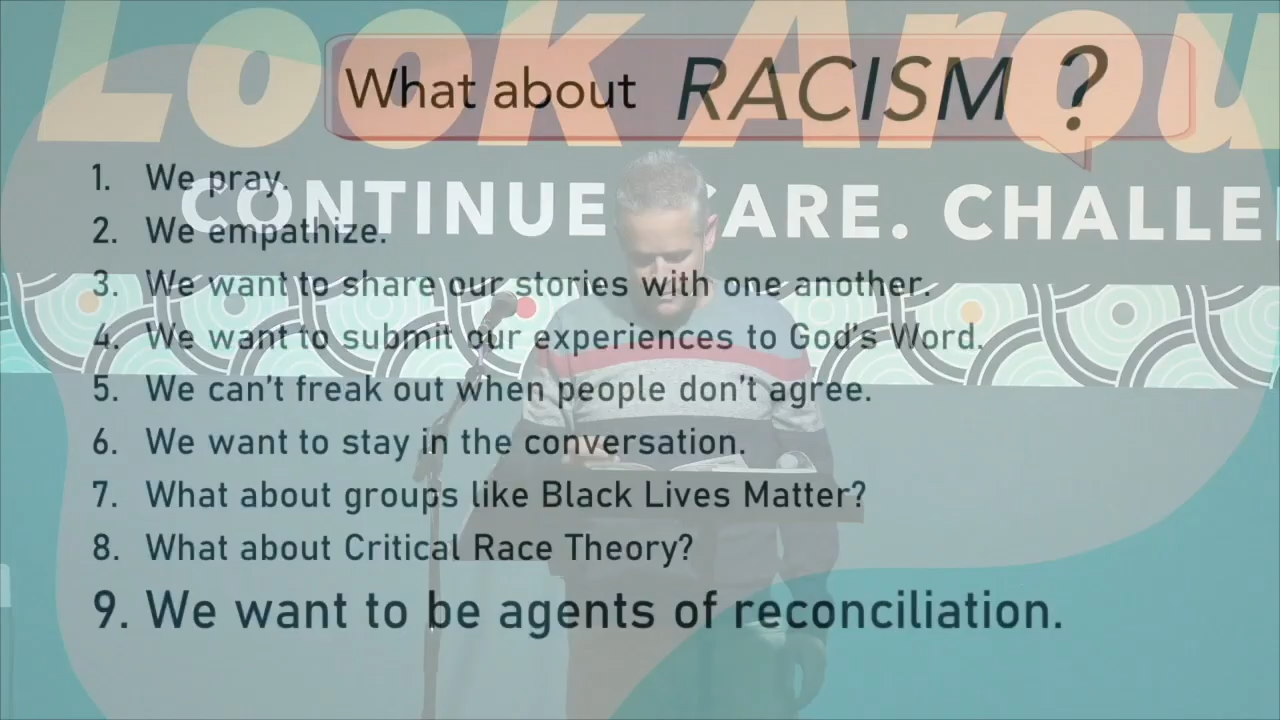 Look Arou
What about RACISM ?
1. We pray.
CONTINUE CARE. CHALLE
2. We empathize.
3. We want to share our stories with one another.
4. We want to submit our experiences to God's Word.
5. We can't freak out when people don't agree.
6. We want to stay in the conversation.
7. What about groups like Black Lives Matter?
8. What about Critical Race Theory?
9. We want to be agents of reconciliation.